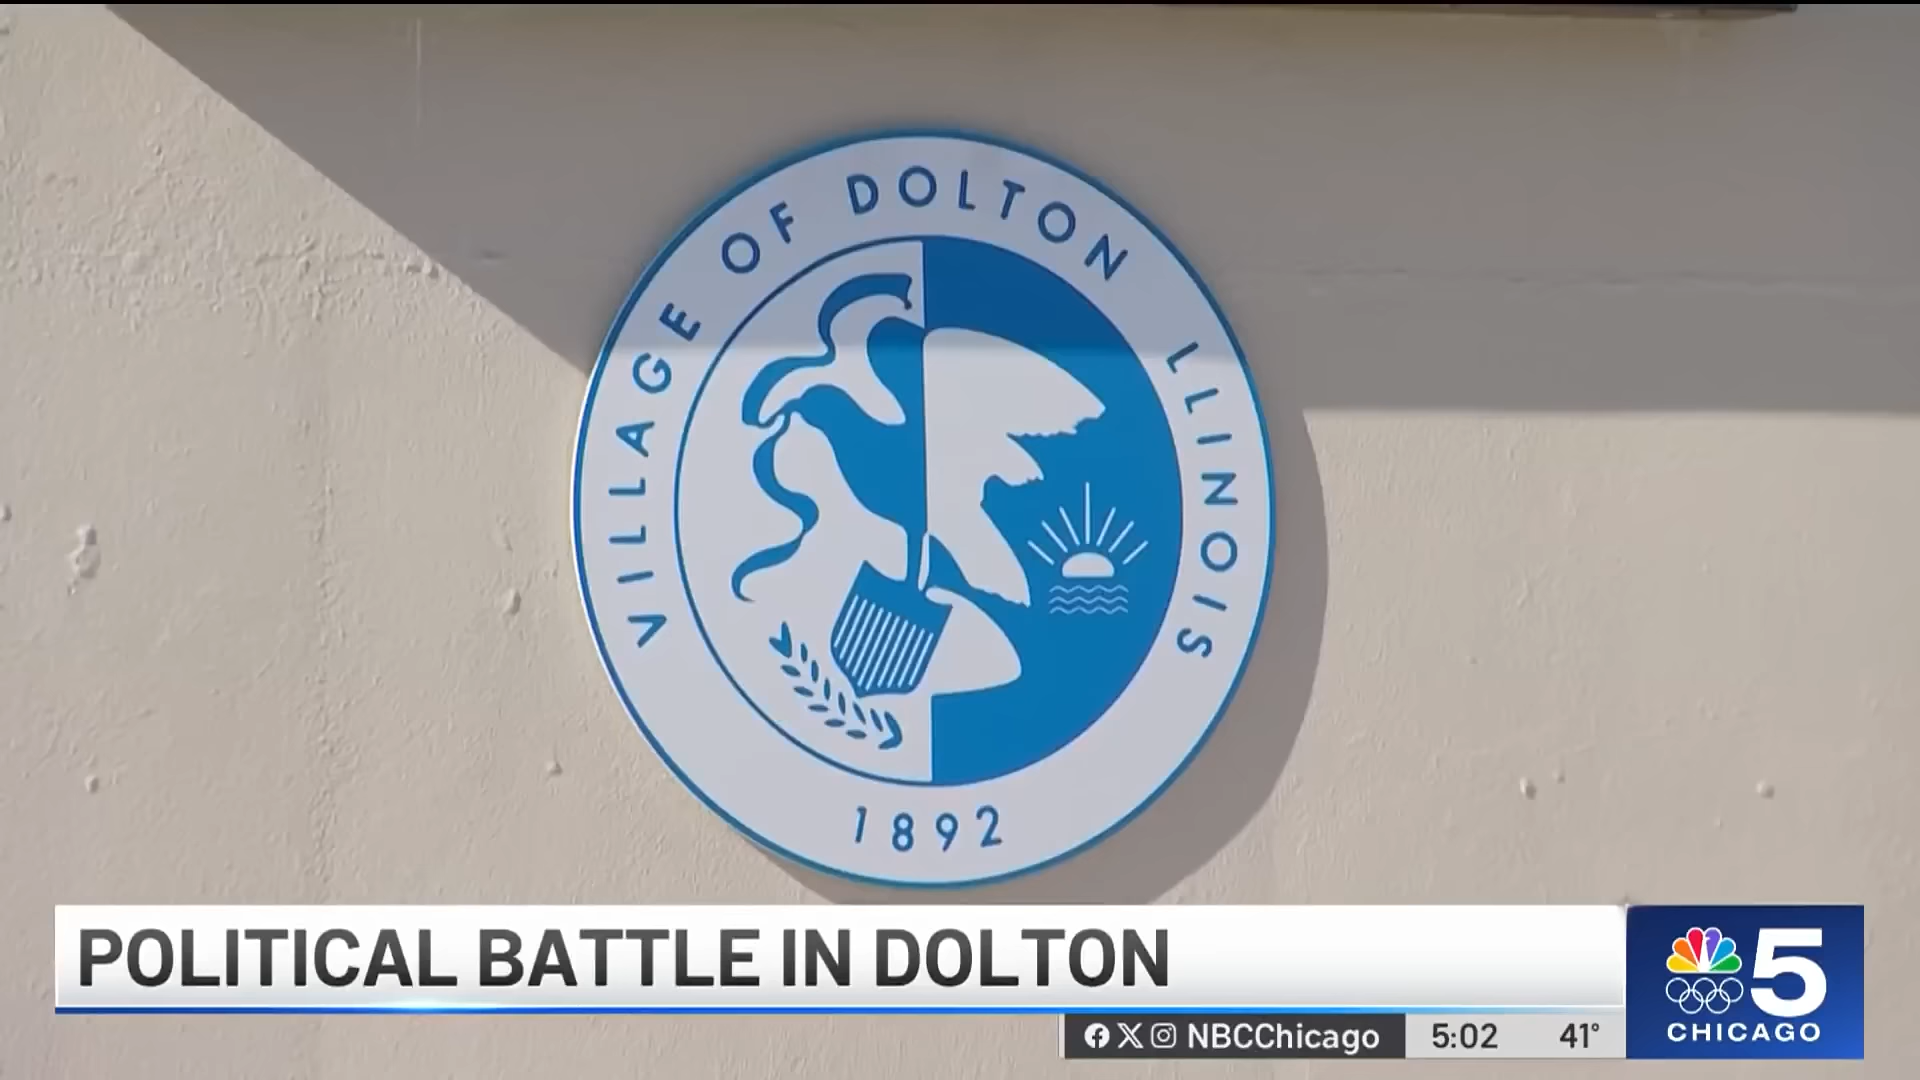 VILLAGE OF DOLTON ILLINOIS
1892
POLITICAL BATTLE IN DOLTON
5
CHICAGO
NBCChicago
5:02
41°